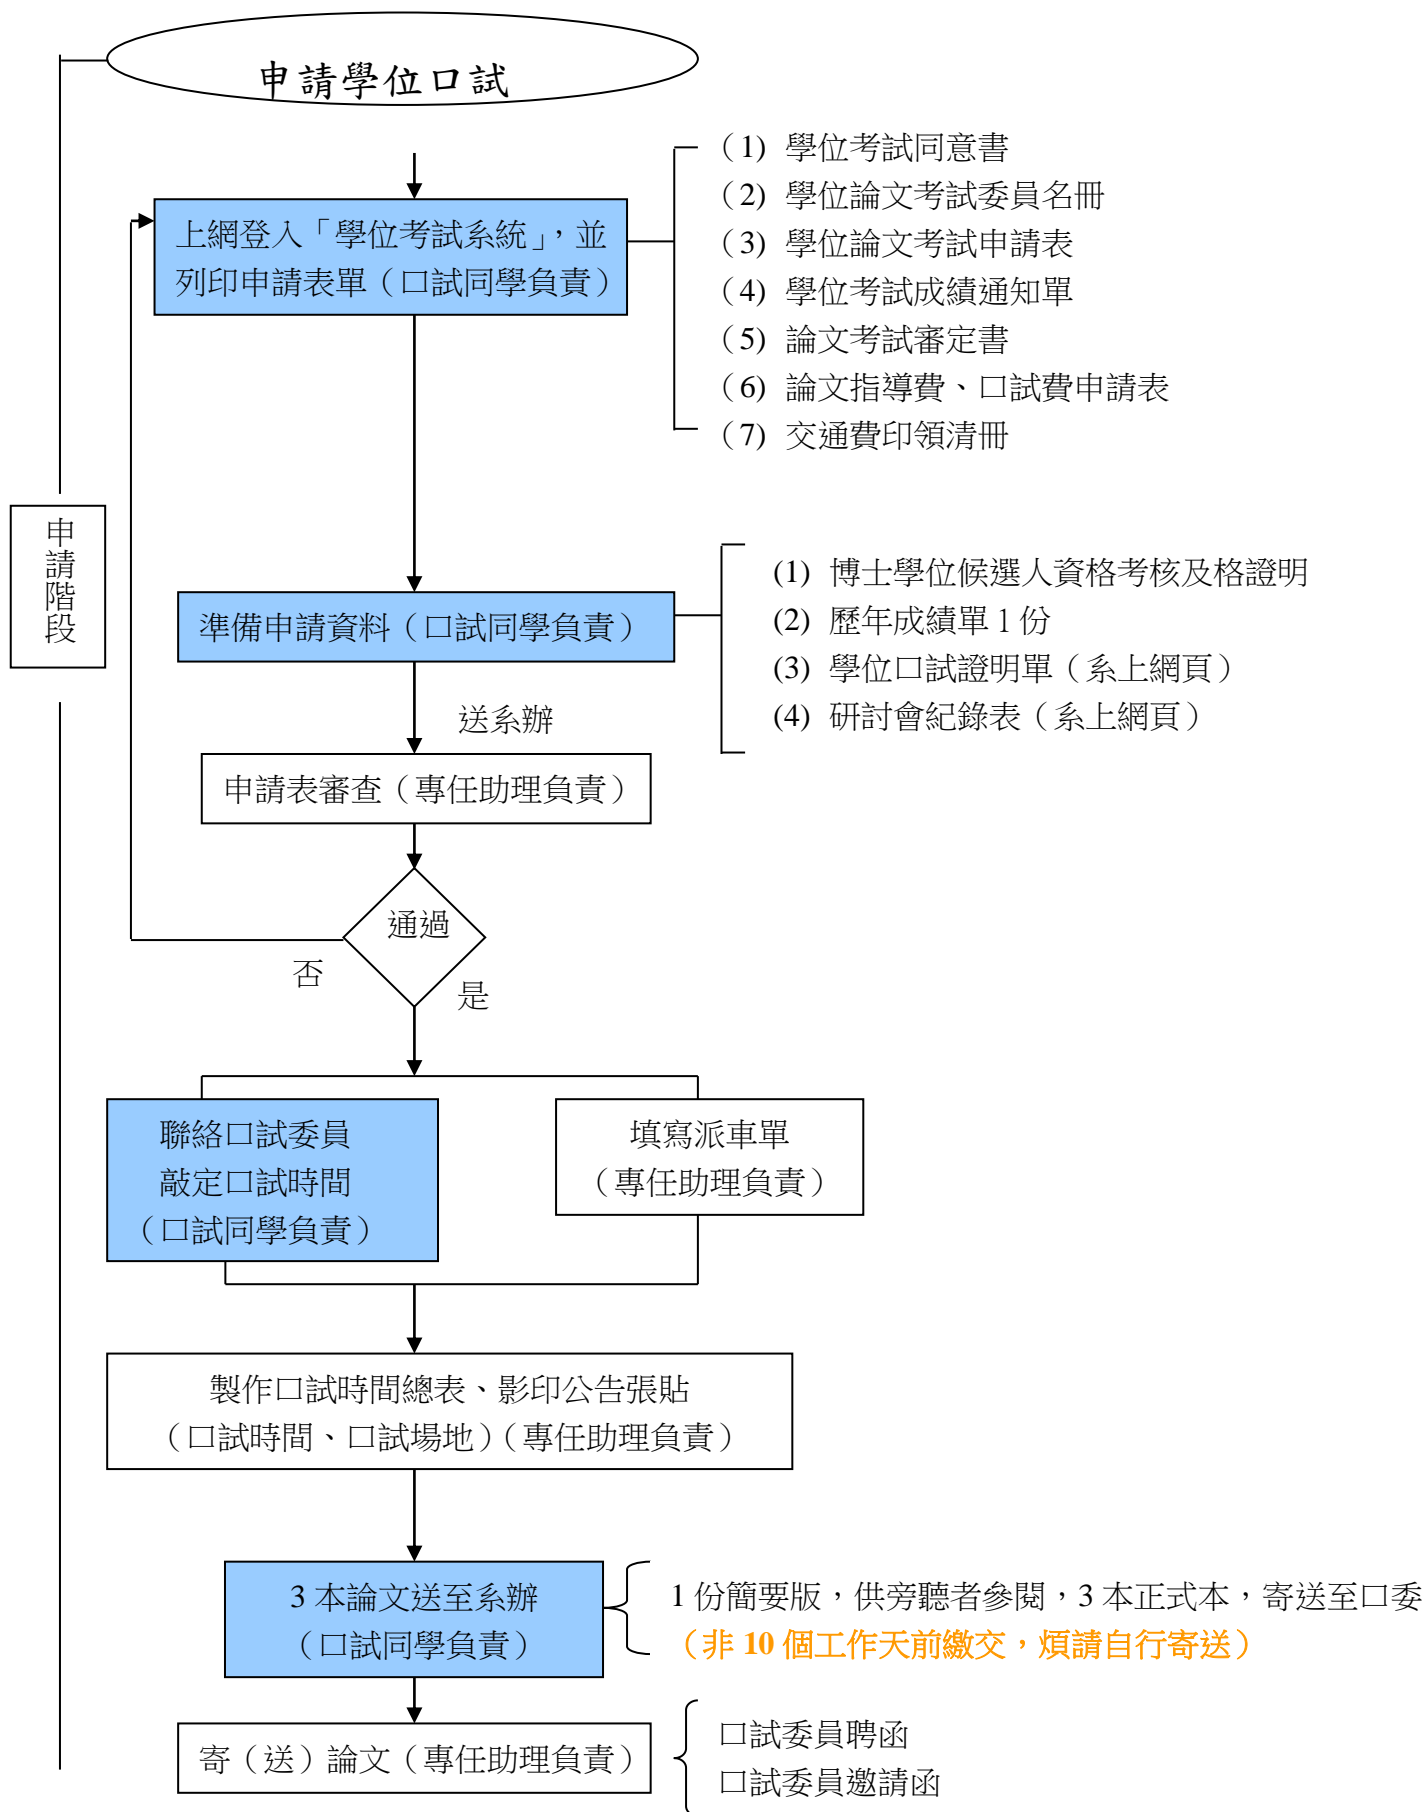 申請學位口試
(1) 學位考試同意書
(2) 學位論文考試委員名冊
(3) 學位論文考試申請表
(4) 學位考試成績通知單
(5) 論文考試審定書
(6) 論文指導費、口試費申請表
(7) 交通費印領清冊
上網登入「學位考試系統」，並
列印申請表單（口試同學負責）
申請階段
準備申請資料（口試同學負責）
(1) 博士學位候選人資格考核及格證明
(2) 歷年成績單 1 份
(3) 學位口試證明單（系上網頁）
(4) 研討會紀錄表（系上網頁）
送系辦
申請表審查（專任助理負責）
通過
否
是
聯絡口試委員
敲定口試時間
（口試同學負責）
填寫派車單
（專任助理負責）
製作口試時間總表、影印公告張貼
（口試時間、口試場地）（專任助理負責）
3 本論文送至系辦
（口試同學負責）
1 份簡要版，供旁聽者參閱，3 本正式本，寄送至口委
（非 10 個工作天前繳交，煩請自行寄送）
寄（送）論文（專任助理負責）
口試委員聘函
口試委員邀請函